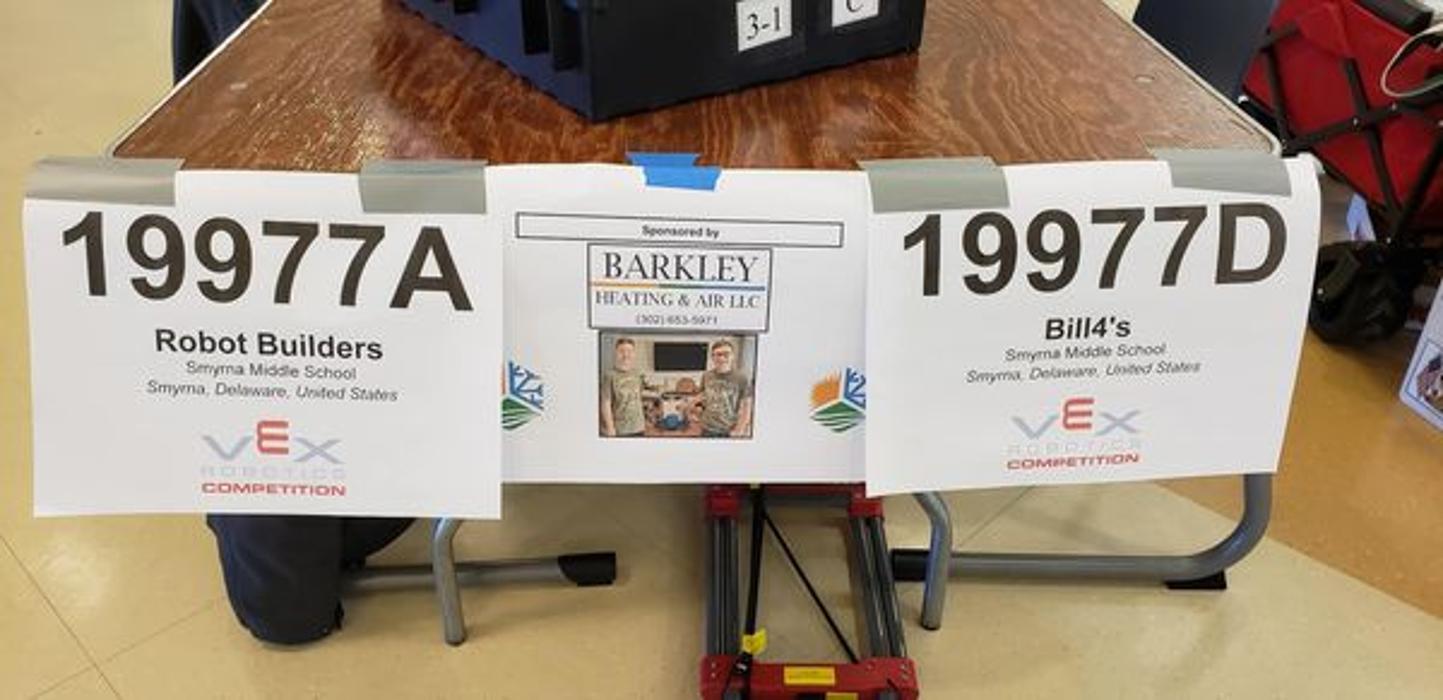 3-1
C
19977A
Robot Builders
Smyrna Middle School
Smyrna, Delaware, United States
VEX
ROBOTICS
COMPETITION
Sponsored by
BARKLEY
HEATING & AIR LLC
(302) 653-5971
19977D
Bill4's
Smyrna Middle School
Smyrna, Delaware, United States
VEX
ROBOTICS
COMPETITION